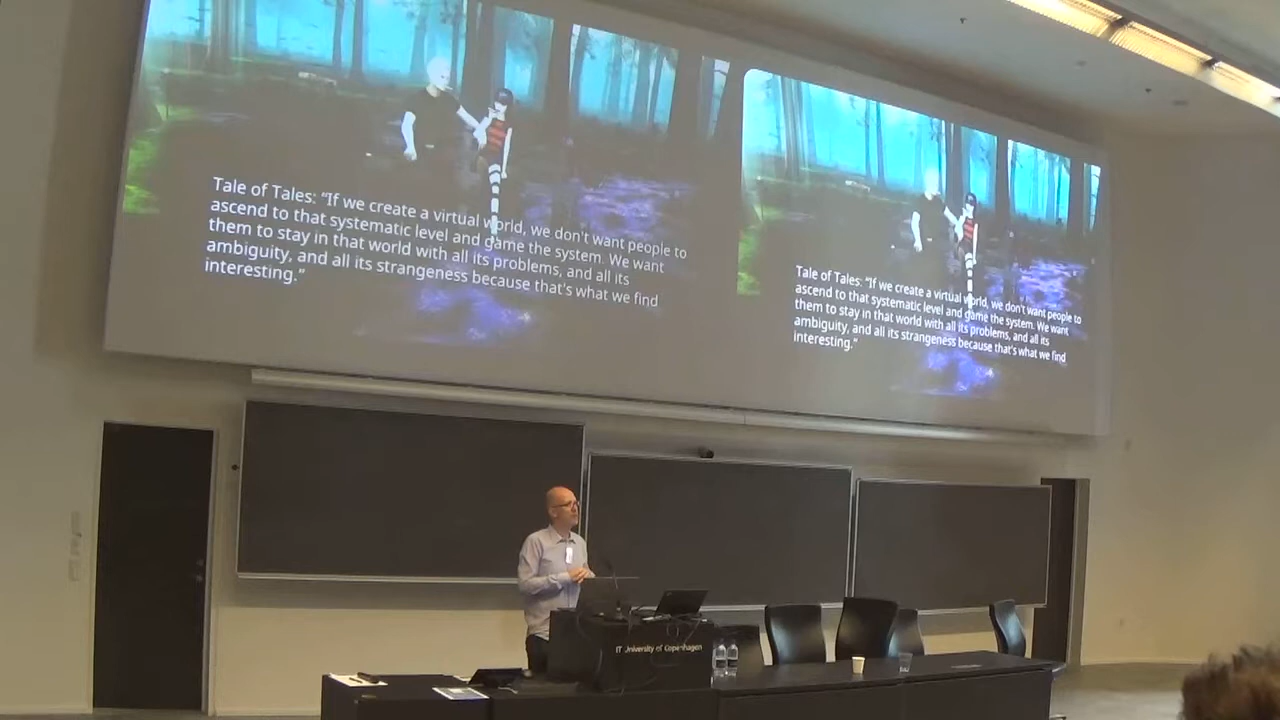 Tale of Tales: “If we create a virtual world, we don't want people to
ascend to that systematic level and game the system. We want
them to stay in that world with all its problems, and all its
ambiguity, and all its strangeness because that's what we find
interesting.”
Tale of Tales: “If we create a virtual world, we don't want people to
ascend to that systematic level and game the system. We want
them to stay in that world with all its problems, and all its
ambiguity, and all its strangeness because that's what we find
interesting.”
IT University of Copenhagen